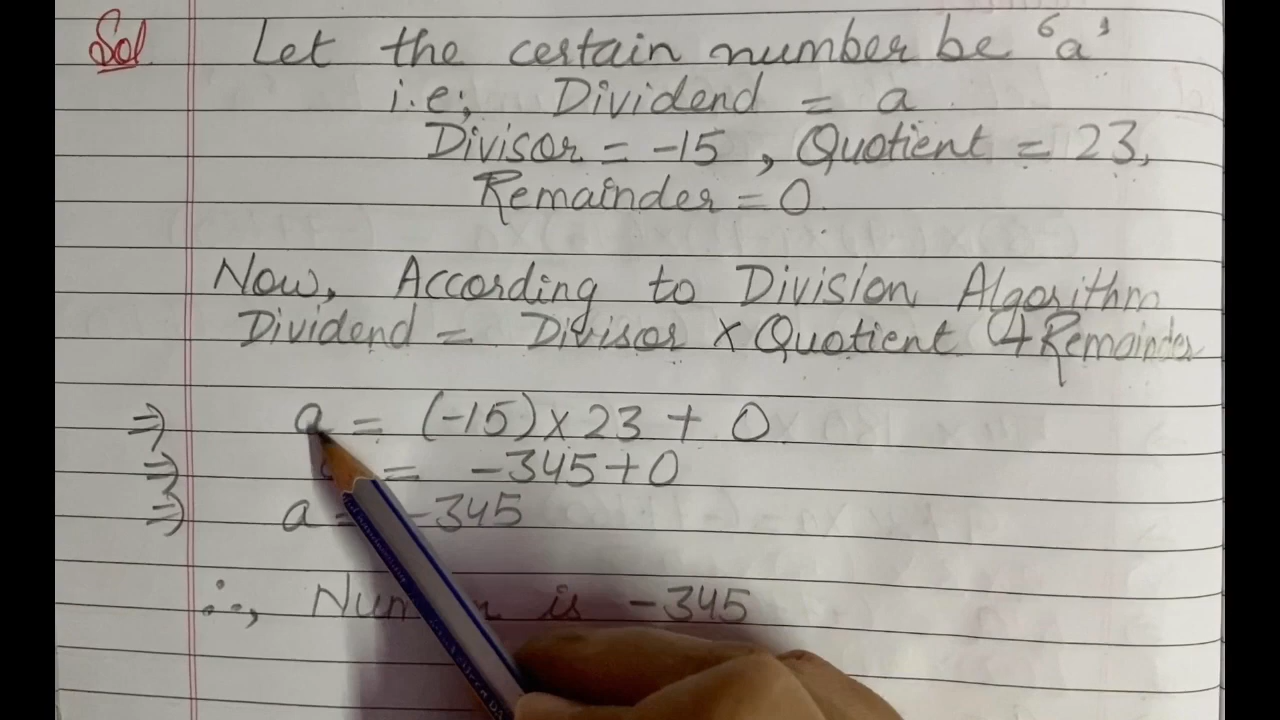 Sol Let the certain number be 'a'
i.e; Dividend = a
Divisor = -15, Quotient = 23,
Remainder = 0.
Now, According to Division Algorithm
Dividend = Divisor × Quotient + Remainder
⇒ a = (-15) × 23 + 0
⇒ = -345 + 0
⇒ a = -345
∴, is -345